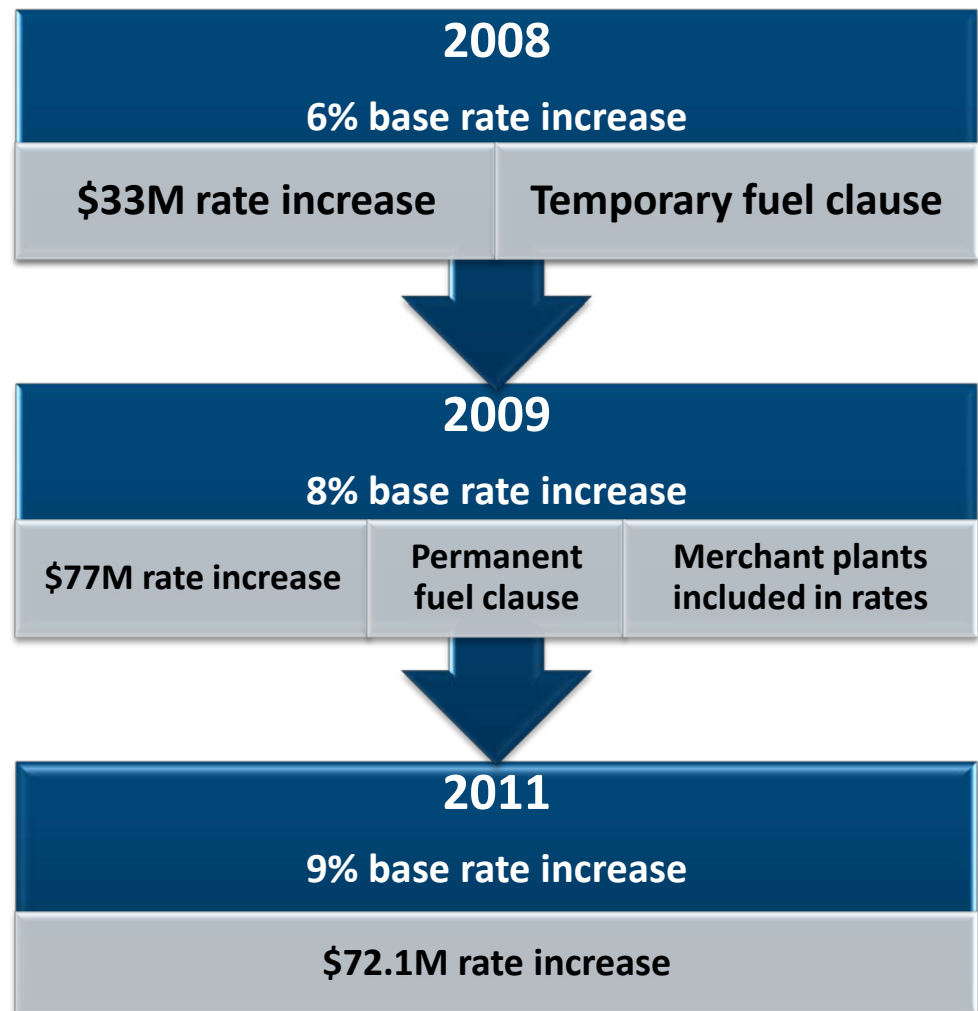 2008
6% base rate increase
$33M rate increase
Temporary fuel clause
2009
8% base rate increase
$77M rate increase
Permanent
fuel clause
Merchant plants
included in rates
2011
9% base rate increase
$72.1M rate increase